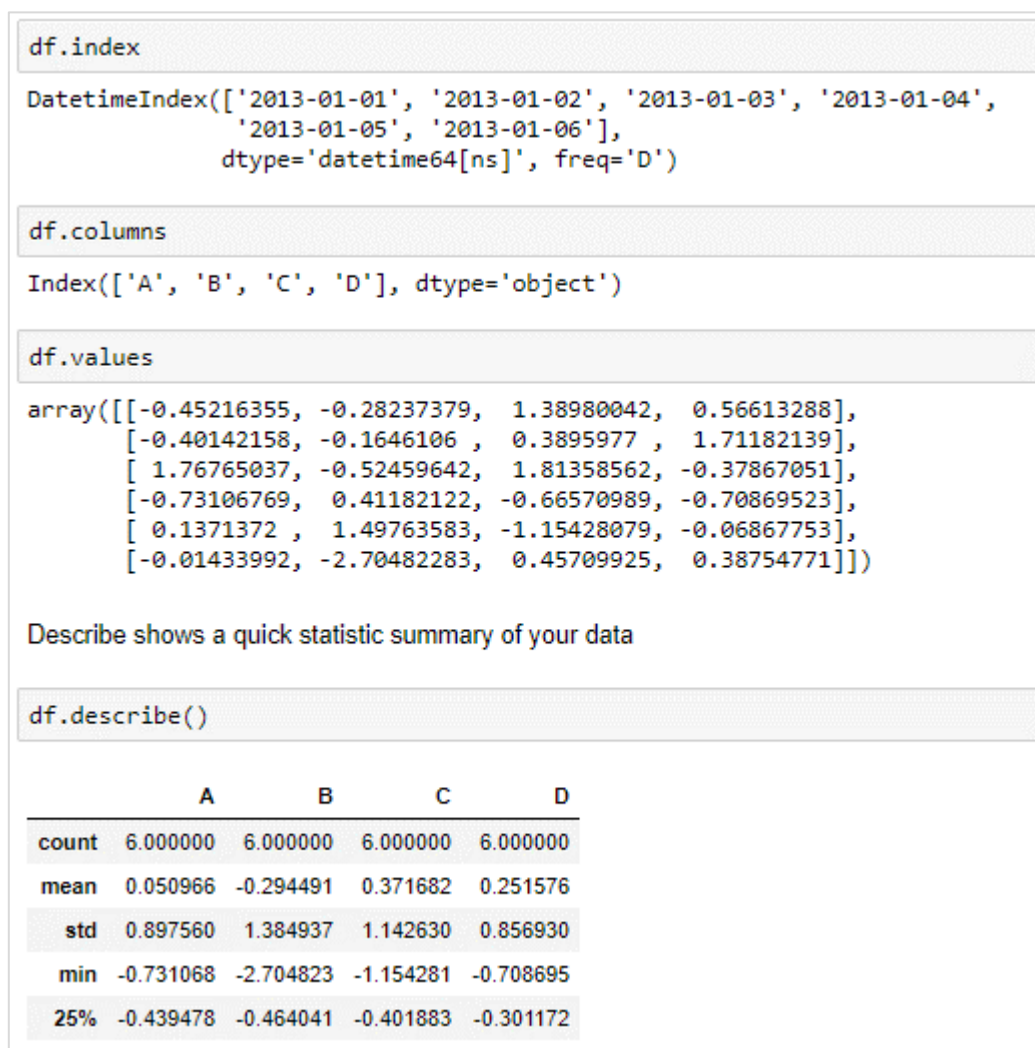 df.index
DatetimeIndex(['2013-01-01', '2013-01-02', '2013-01-03', '2013-01-04',
'2013-01-05', '2013-01-06'],
dtype='datetime64[ns]', freq='D')
df.columns
Index(['A', 'B', 'C', 'D'], dtype='object')
df.values
array([[-0.45216355, -0.28237379,  1.38980042,  0.56613288],
[-0.40142158, -0.1646106 ,  0.3895977 ,  1.71182139],
[ 1.76765037, -0.52459642,  1.81358562, -0.37867051],
[-0.73106769,  0.41182122, -0.66570989, -0.70869523],
[ 0.1371372 ,  1.49763583, -1.15428079, -0.06867753],
[-0.01433992, -2.70482283,  0.45709925,  0.38754771]])
Describe shows a quick statistic summary of your data
df.describe()
A B C D
count 6.000000 6.000000 6.000000 6.000000
mean 0.050966 -0.294491 0.371682 0.251576
std 0.897560 1.384937 1.142630 0.856930
min -0.731068 -2.704823 -1.154281 -0.708695
25% -0.439478 -0.464041 -0.401883 -0.301172